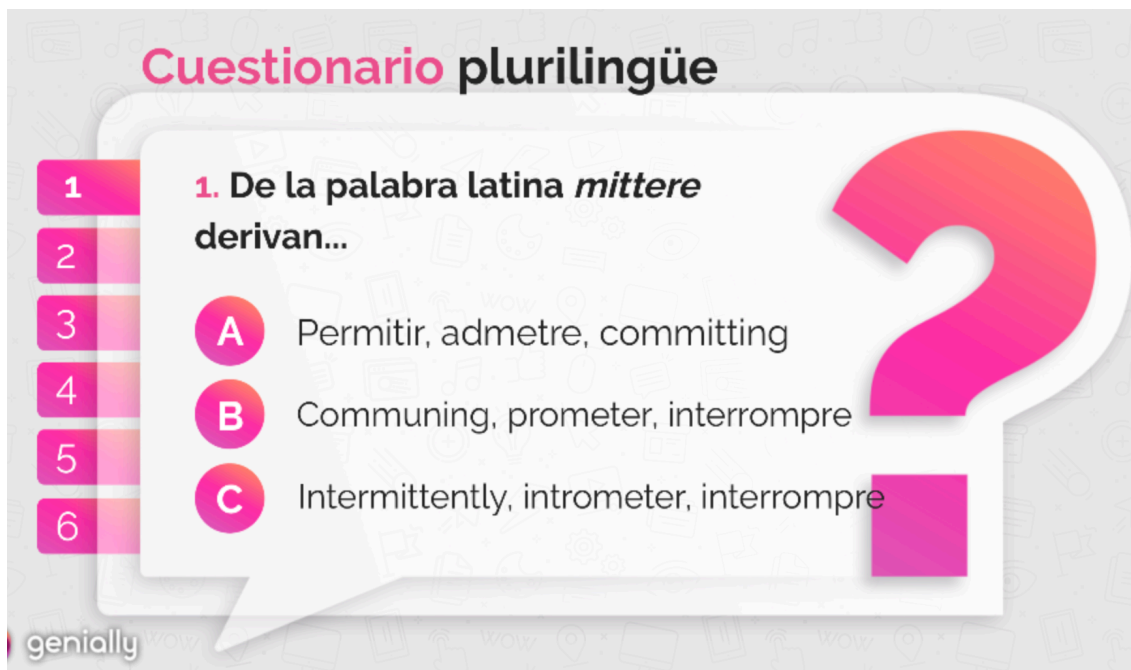 Cuestionario plurilingüe
1
2
3
4
5
6
1. De la palabra latina mittere
derivan...
A Permitir, admetre, committing
B Communing, prometer, interrompre
C Intermittently, intrometer, interrompre
?
genially